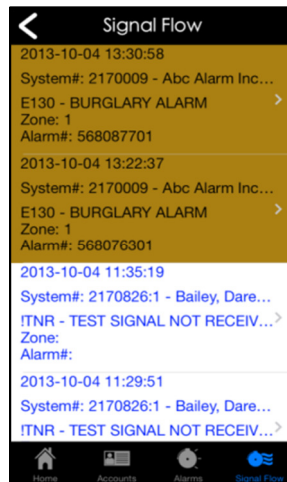 Signal Flow
2013-10-04 13:30:58
System#: 2170009 - Abc Alarm Inc...
E130 - BURGLARY ALARM
Zone: 1
Alarm#: 568087701
2013-10-04 13:22:37
System#: 2170009 - Abc Alarm Inc...
E130 - BURGLARY ALARM
Zone: 1
Alarm#: 568076301
2013-10-04 11:35:19
System#: 2170826:1 - Bailey, Dare...
!TNR - TEST SIGNAL NOT RECEIV...
Zone:
Alarm#:
2013-10-04 11:29:51
System#: 2170826:1 - Bailey, Dare...
!TNR - TEST SIGNAL NOT RECEIV...
Home Accounts Alarms Signal Flow